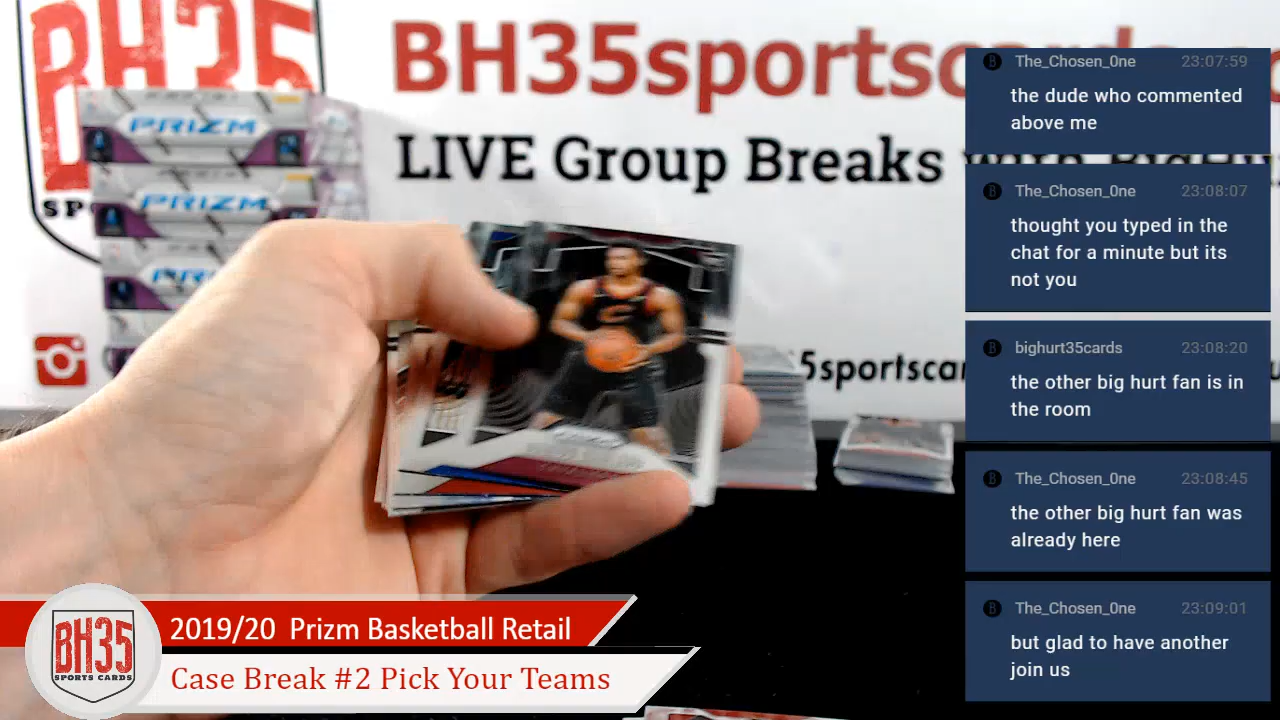 BH35
BH35sportsc
LIVE Group Breaks
PRIZM
PRIZM
SP
5sportscar
The_Chosen_0ne 23:07:59
the dude who commented
above me
The_Chosen_0ne 23:08:07
thought you typed in the
chat for a minute but its
not you
bighurt35cards 23:08:20
the other big hurt fan is in
the room
The_Chosen_0ne 23:08:45
the other big hurt fan was
already here
The_Chosen_0ne 23:09:01
but glad to have another
join us
BH35
SPORTS CARDS
2019/20 Prizm Basketball Retail
Case Break #2 Pick Your Teams